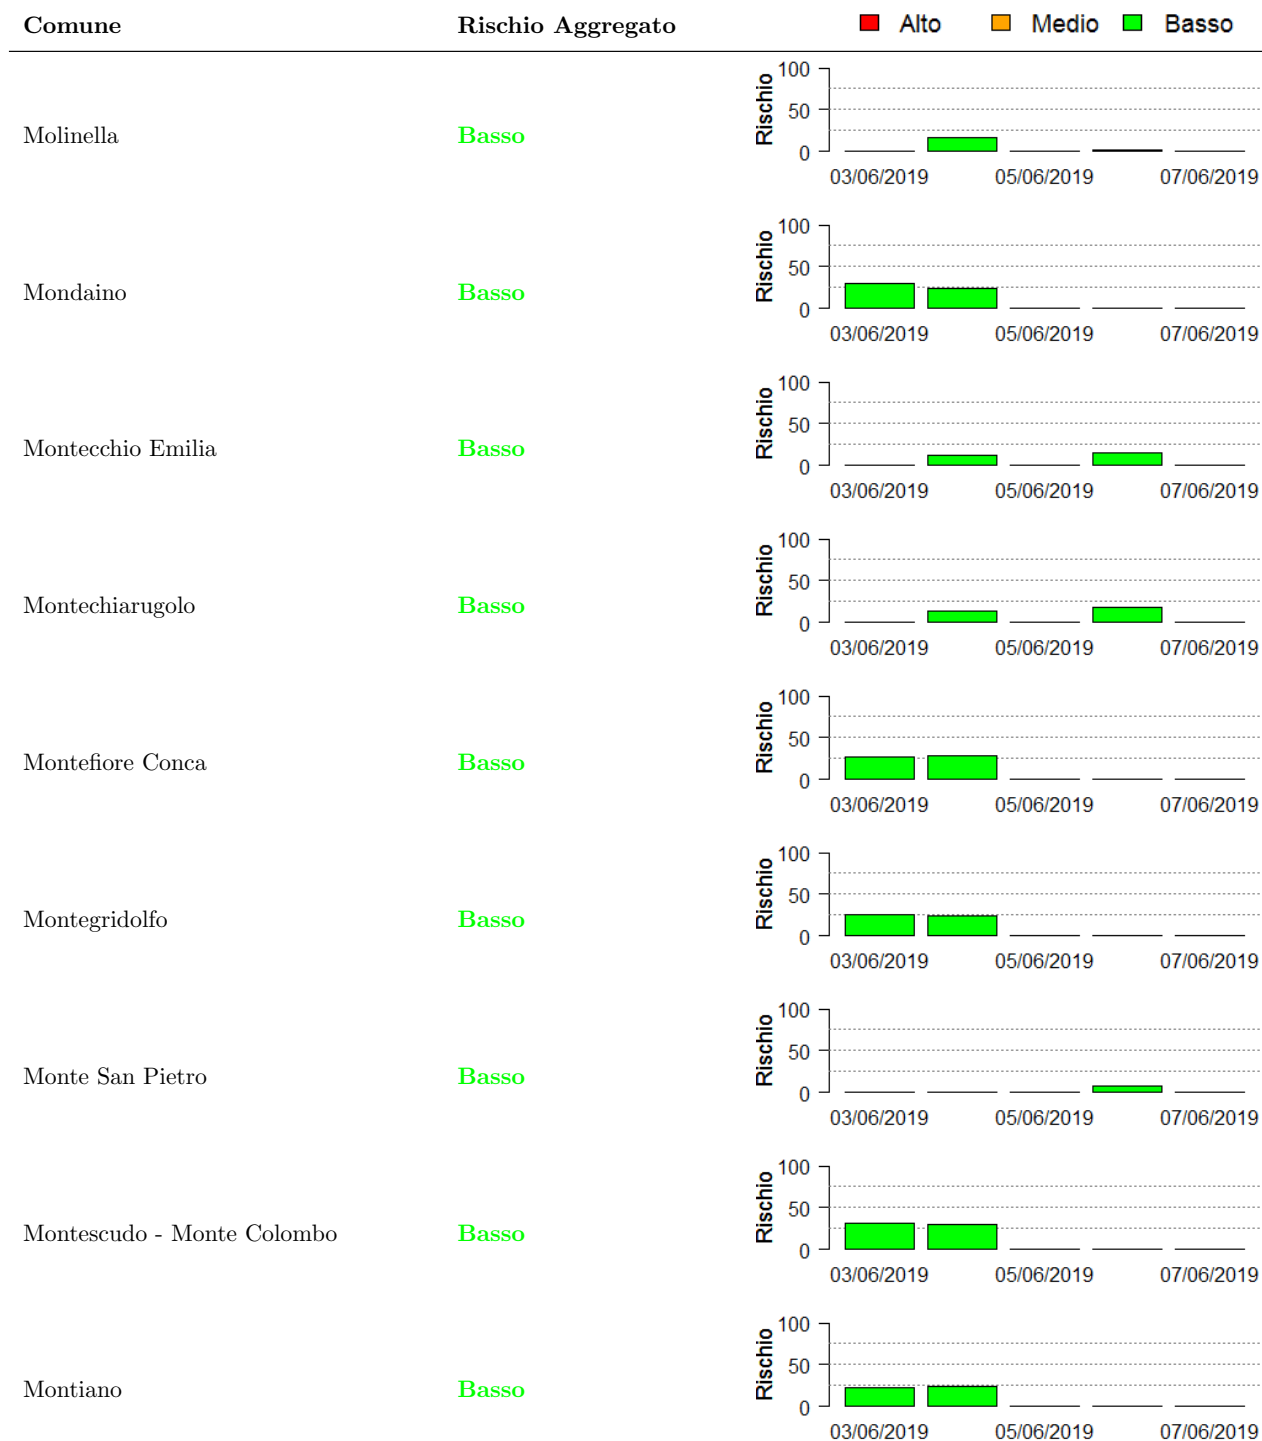 Comune Rischio Aggregato Alto Medio Basso
Molinella Basso
Rischio
100
50
0
03/06/2019 05/06/2019 07/06/2019
Mondaino Basso
Rischio
100
50
0
03/06/2019 05/06/2019 07/06/2019
Montecchio Emilia Basso
Rischio
100
50
0
03/06/2019 05/06/2019 07/06/2019
Montechiarugolo Basso
Rischio
100
50
0
03/06/2019 05/06/2019 07/06/2019
Montefiore Conca Basso
Rischio
100
50
0
03/06/2019 05/06/2019 07/06/2019
Montegridolfo Basso
Rischio
100
50
0
03/06/2019 05/06/2019 07/06/2019
Monte San Pietro Basso
Rischio
100
50
0
03/06/2019 05/06/2019 07/06/2019
Montescudo - Monte Colombo Basso
Rischio
100
50
0
03/06/2019 05/06/2019 07/06/2019
Montiano Basso
Rischio
100
50
0
03/06/2019 05/06/2019 07/06/2019